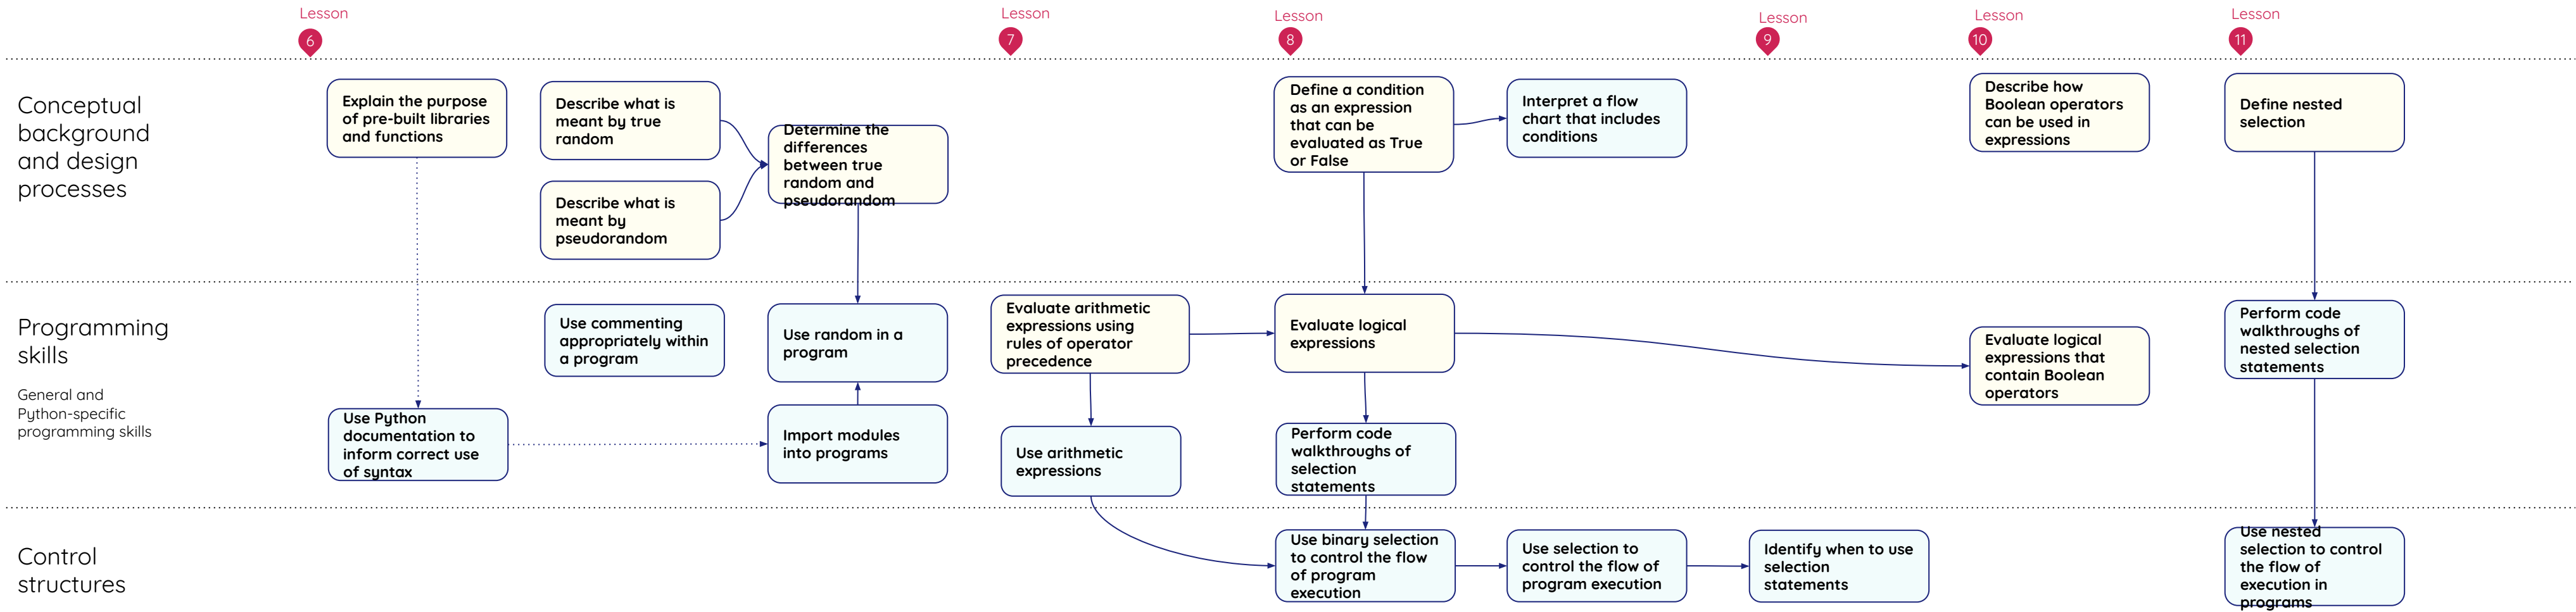 Lesson
6
Lesson
7
Lesson
8
Lesson
9
Lesson
10
Lesson
11
Conceptual
background
and design
processes
Explain the purpose
of pre-built libraries
and functions
Describe what is
meant by true
random
Describe what is
meant by
pseudorandom
Determine the
differences
between true
random and
pseudorandom
Define a condition
as an expression
that can be
evaluated as True
or False
Interpret a flow
chart that includes
conditions
Describe how
Boolean operators
can be used in
expressions
Define nested
selection
Programming
skills
General and
Python-specific
programming skills
Use Python
documentation to
inform correct use
of syntax
Use commenting
appropriately within
a program
Use random in a
program
Import modules
into programs
Evaluate arithmetic
expressions using
rules of operator
precedence
Use arithmetic
expressions
Evaluate logical
expressions
Perform code
walkthroughs of
selection
statements
Evaluate logical
expressions that
contain Boolean
operators
Perform code
walkthroughs of
nested selection
statements
Control
structures
Use binary selection
to control the flow
of program
execution
Use selection to
control the flow of
program execution
Identify when to use
selection
statements
Use nested
selection to control
the flow of
execution in
programs